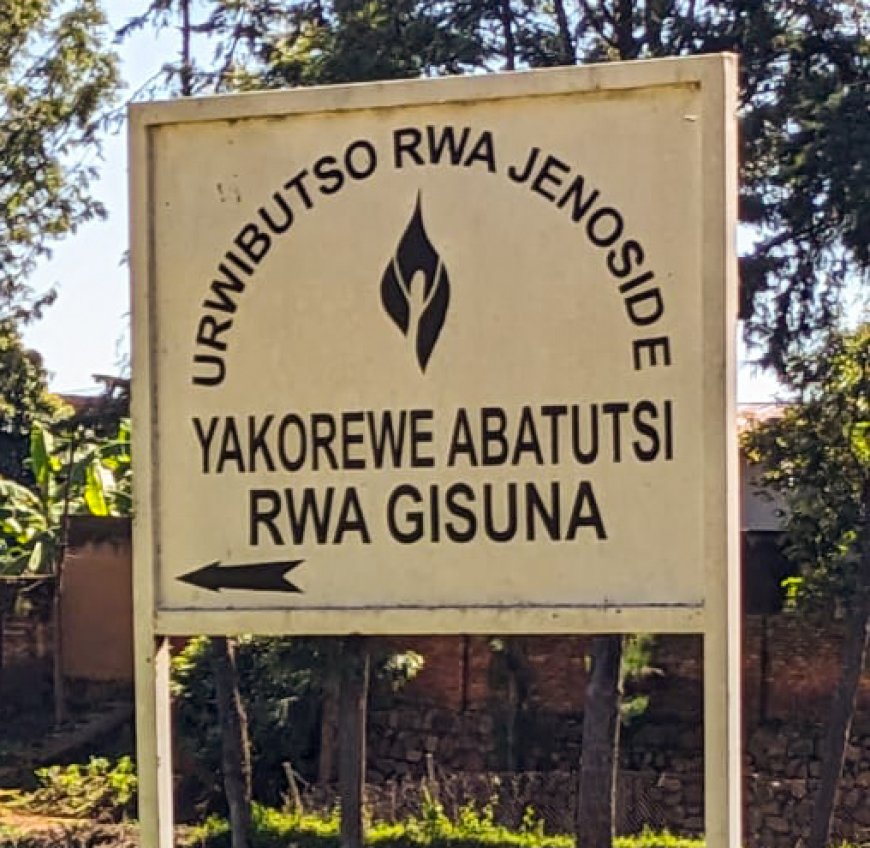 URWIBUTSO RWA JENOSIDE
YAKOREWE ABATUTSI
RWA GISUNA